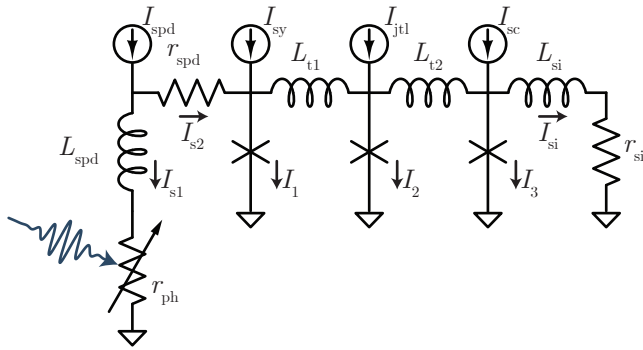 I_spd I_sy I_jtl I_sc
r_spd L_t1 L_t2 L_si
I_s2 I_si
L_spd I_s1 I_1 I_2 I_3 r_si
r_ph